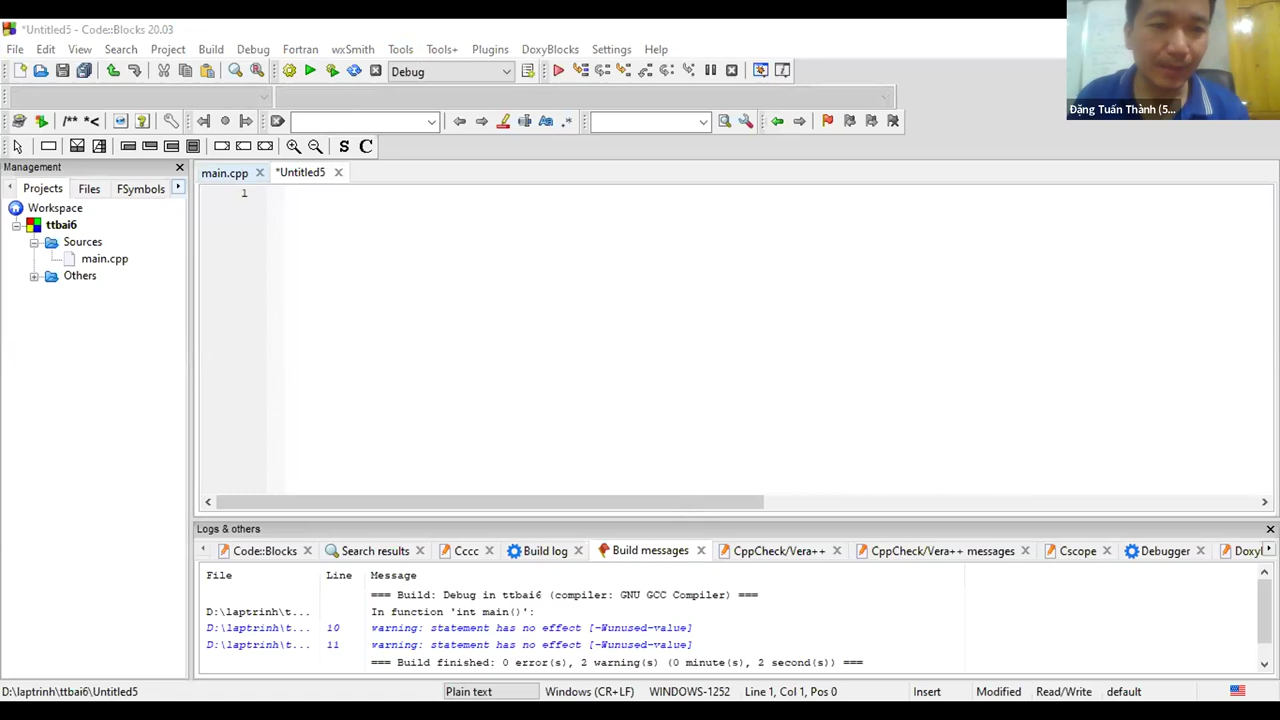 *Untitled5 - Code::Blocks 20.03
File Edit View Search Project Build Debug Fortran wxSmith Tools Tools+ Plugins DoxyBlocks Settings Help
Debug
/** *<
.*
S C
Đặng Tuấn Thành (5...
Management
Projects Files FSymbols
Workspace
ttbai6
Sources
main.cpp
Others
main.cpp *Untitled5
1
Logs & others
Code::Blocks Search results Cccc Build log Build messages CppCheck/Vera++ CppCheck/Vera++ messages Cscope Debugger Doxyl
File Line Message
=== Build: Debug in ttbai6 (compiler: GNU GCC Compiler) ===
D:\laptrinh\t... In function 'int main()':
D:\laptrinh\t... 10 warning: statement has no effect [-Wunused-value]
D:\laptrinh\t... 11 warning: statement has no effect [-Wunused-value]
=== Build finished: 0 error(s), 2 warning(s) (0 minute(s), 2 second(s)) ===
D:\laptrinh\ttbai6\Untitled5 Plain text Windows (CR+LF) WINDOWS-1252 Line 1, Col 1, Pos 0 Insert Modified Read/Write default